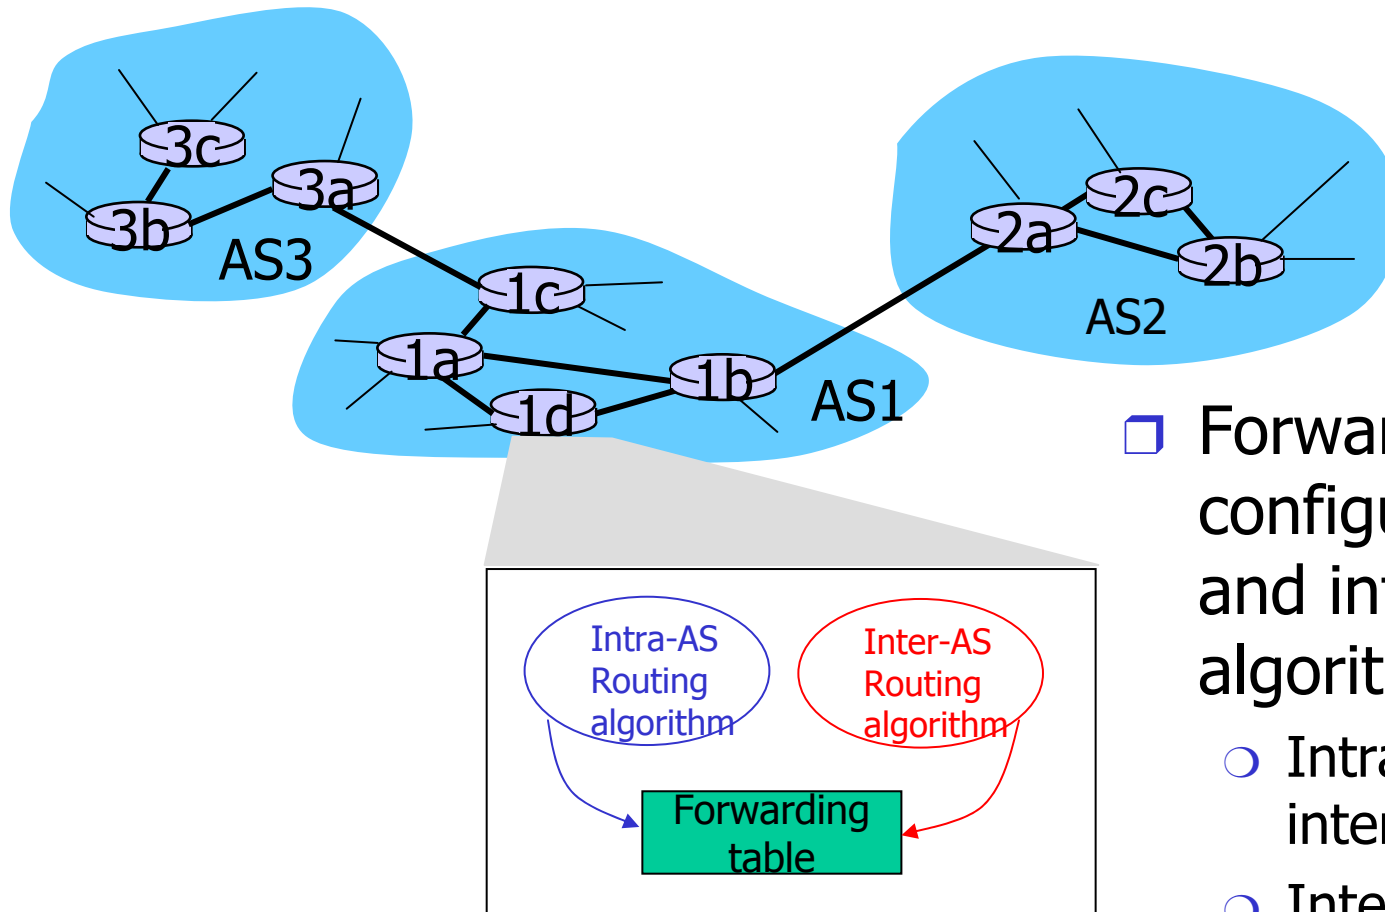 3c
3a
3b
AS3
2c
2a
2b
AS2
1c
1a
1b
1d
AS1
Intra-AS
Routing
algorithm
Inter-AS
Routing
algorithm
Forwarding
table